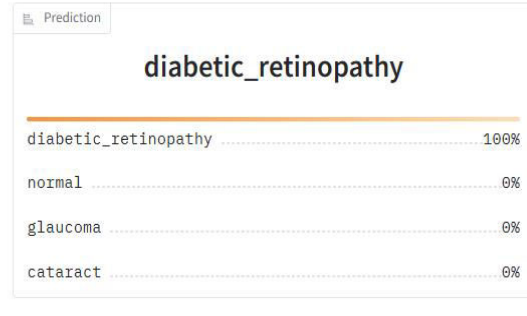 Prediction
diabetic_retinopathy
diabetic_retinopathy 100%
normal 0%
glaucoma 0%
cataract 0%